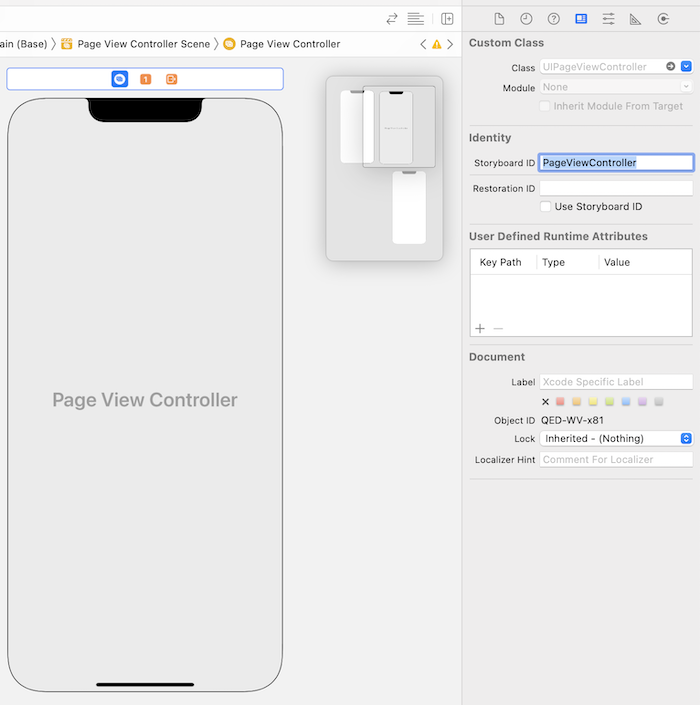 ain (Base) 〉 Page View Controller Scene 〉 Page View Controller
1
Page View Controller
Custom Class
Class UIPageViewController
Module None
Inherit Module From Target
Identity
Storyboard ID PageViewController
Restoration ID
Use Storyboard ID
User Defined Runtime Attributes
Key Path Type Value
Document
Label Xcode Specific Label
Object ID QED-WV-x81
Lock Inherited - (Nothing)
Localizer Hint Comment For Localizer